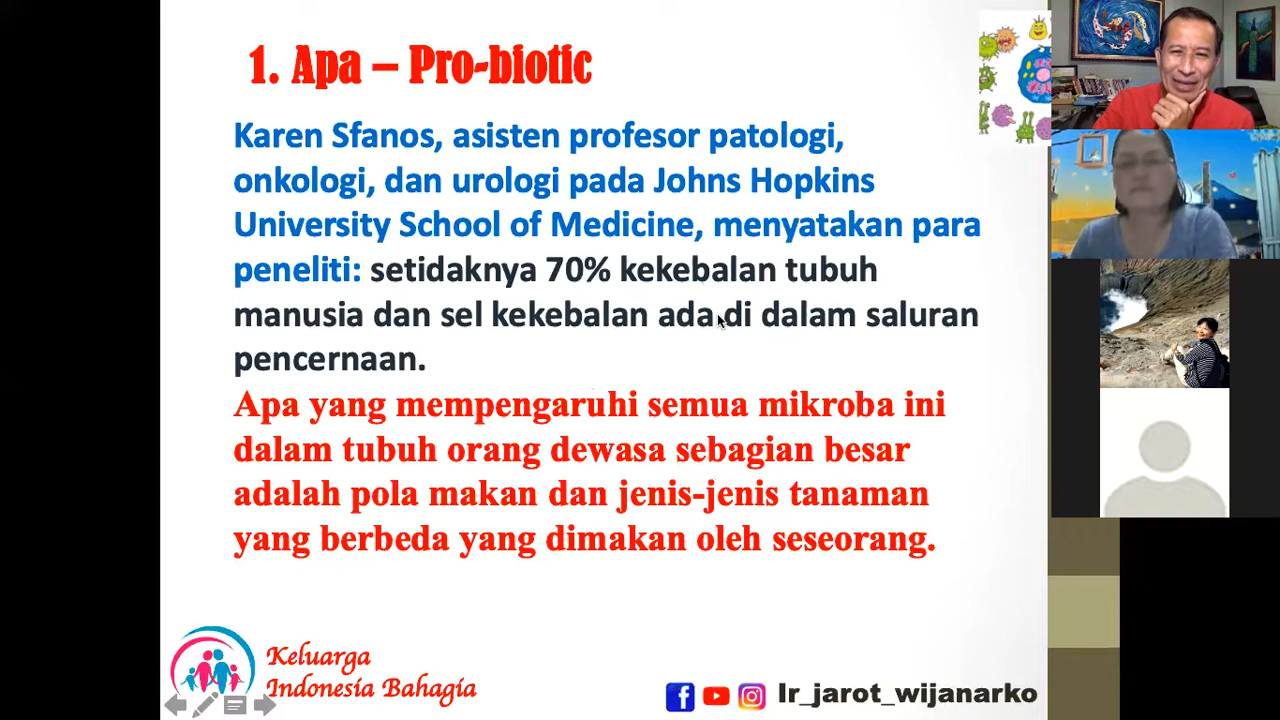 1. Apa – Pro-biotic
Karen Sfanos, asisten profesor patologi,
onkologi, dan urologi pada Johns Hopkins
University School of Medicine, menyatakan para
peneliti: setidaknya 70% kekebalan tubuh
manusia dan sel kekebalan ada di dalam saluran
pencernaan.
Apa yang mempengaruhi semua mikroba ini
dalam tubuh orang dewasa sebagian besar
adalah pola makan dan jenis-jenis tanaman
yang berbeda yang dimakan oleh seseorang.
Keluarga
Indonesia Bahagia
Ir_jarot_wijanarko